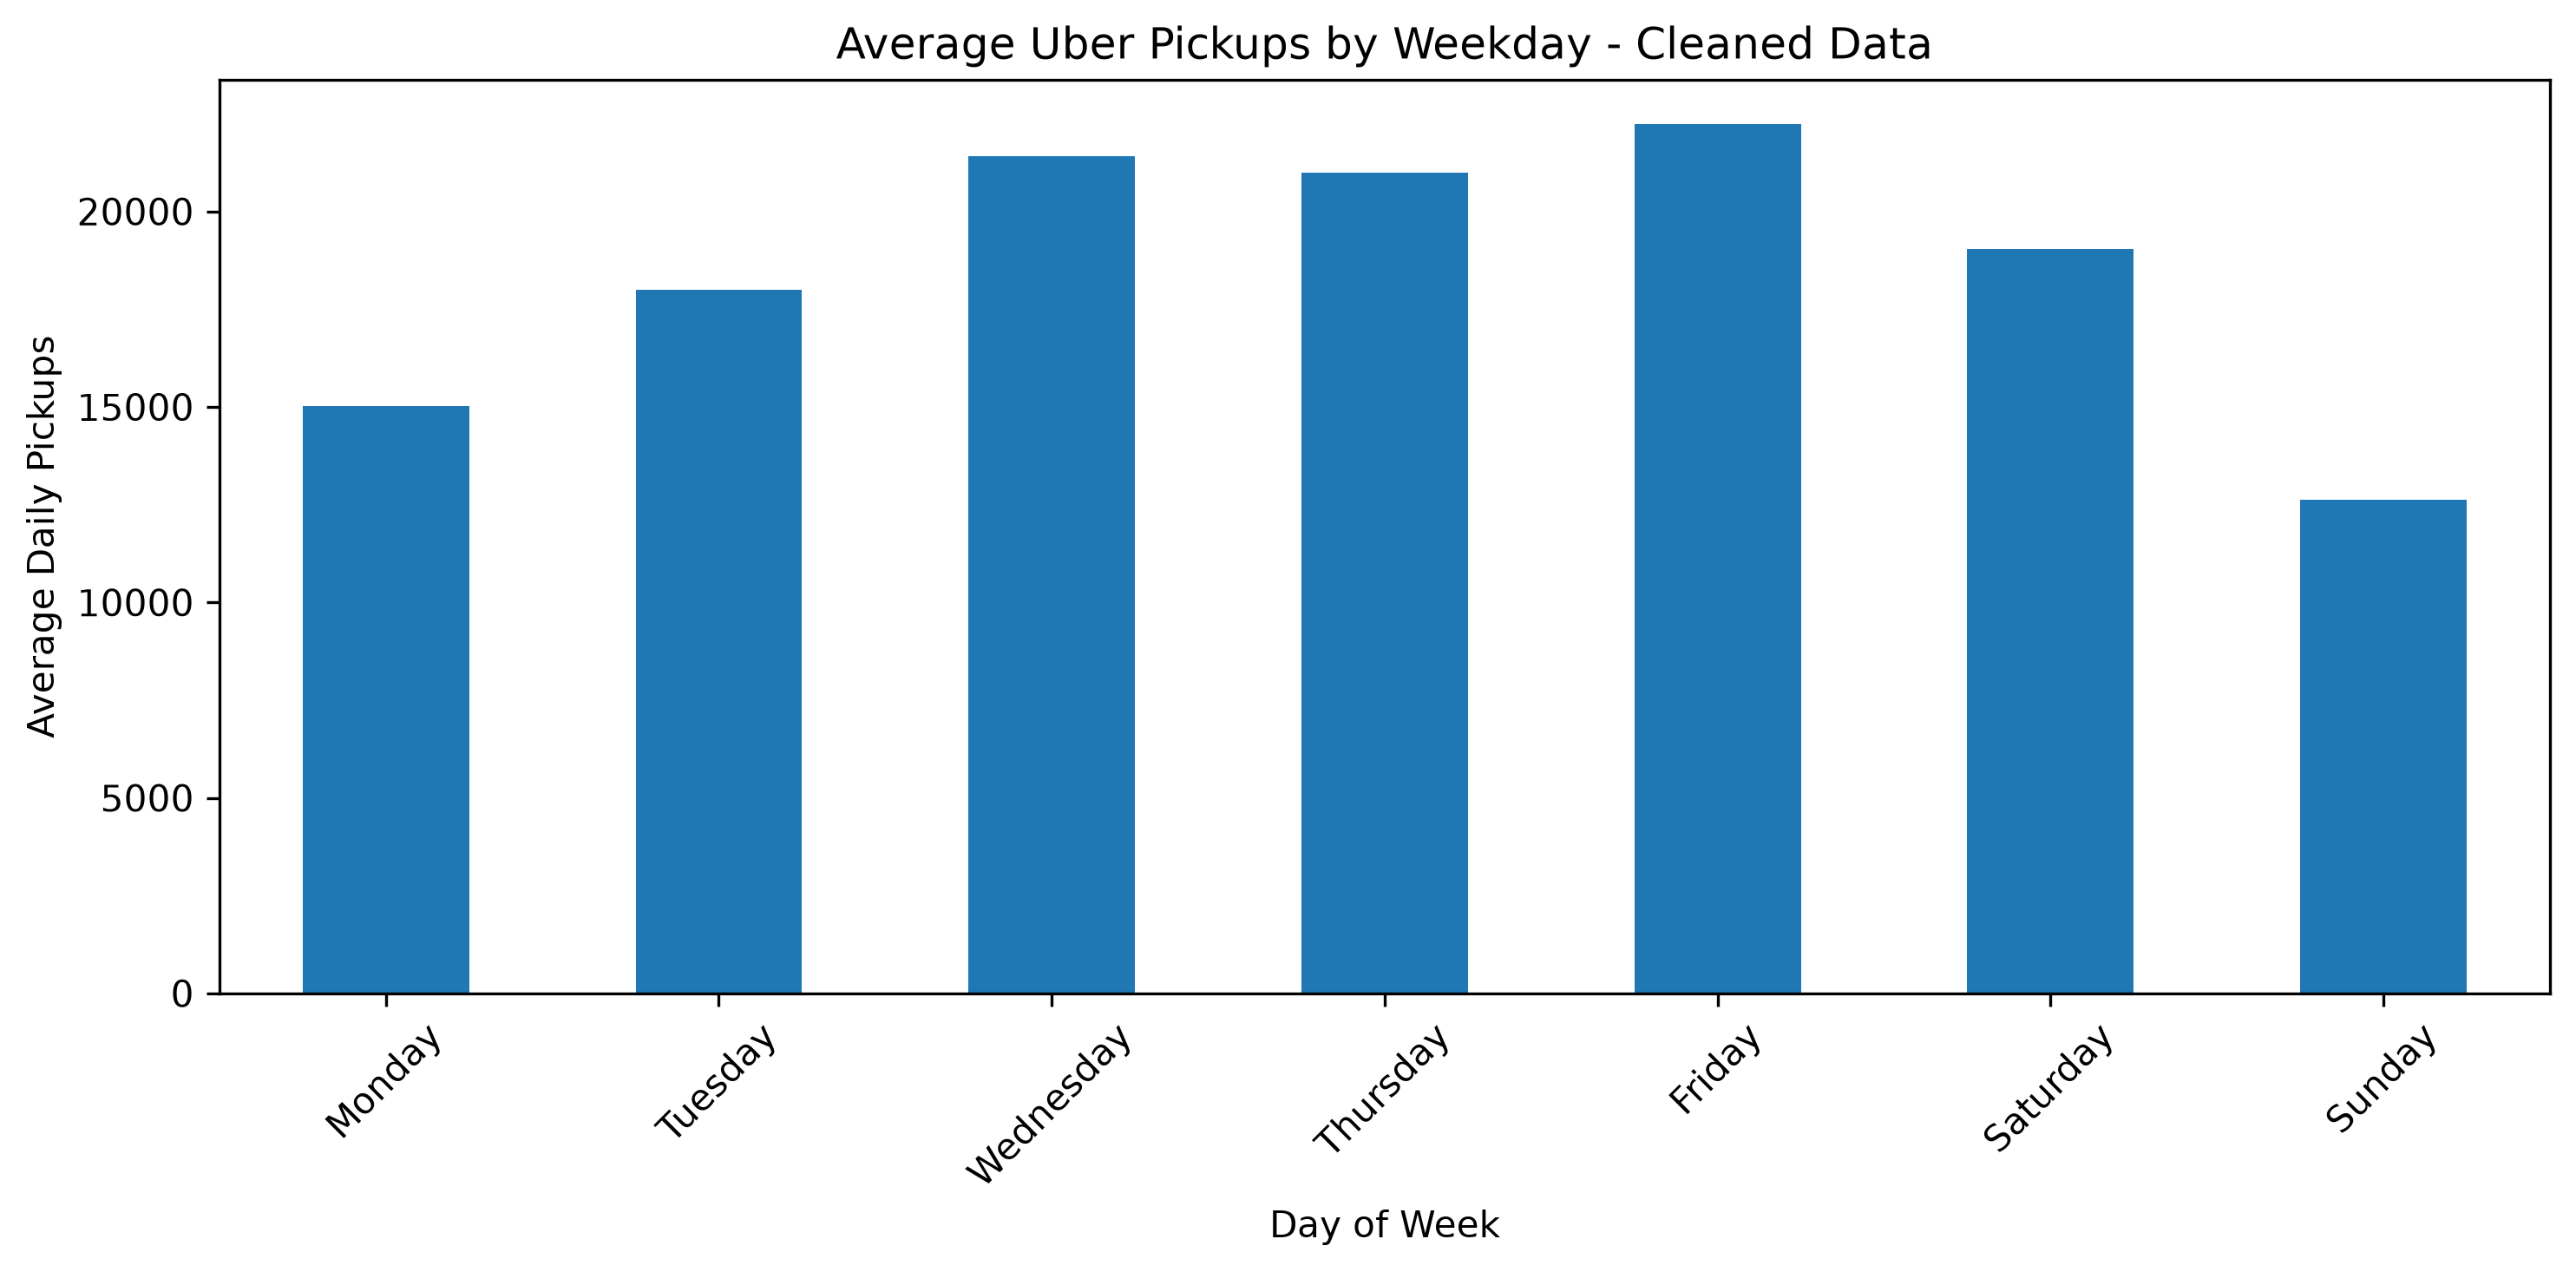 Average Uber Pickups by Weekday - Cleaned Data
Average Daily Pickups
20000
15000
10000
5000
0
Monday
Tuesday
Wednesday
Thursday
Friday
Saturday
Sunday
Day of Week